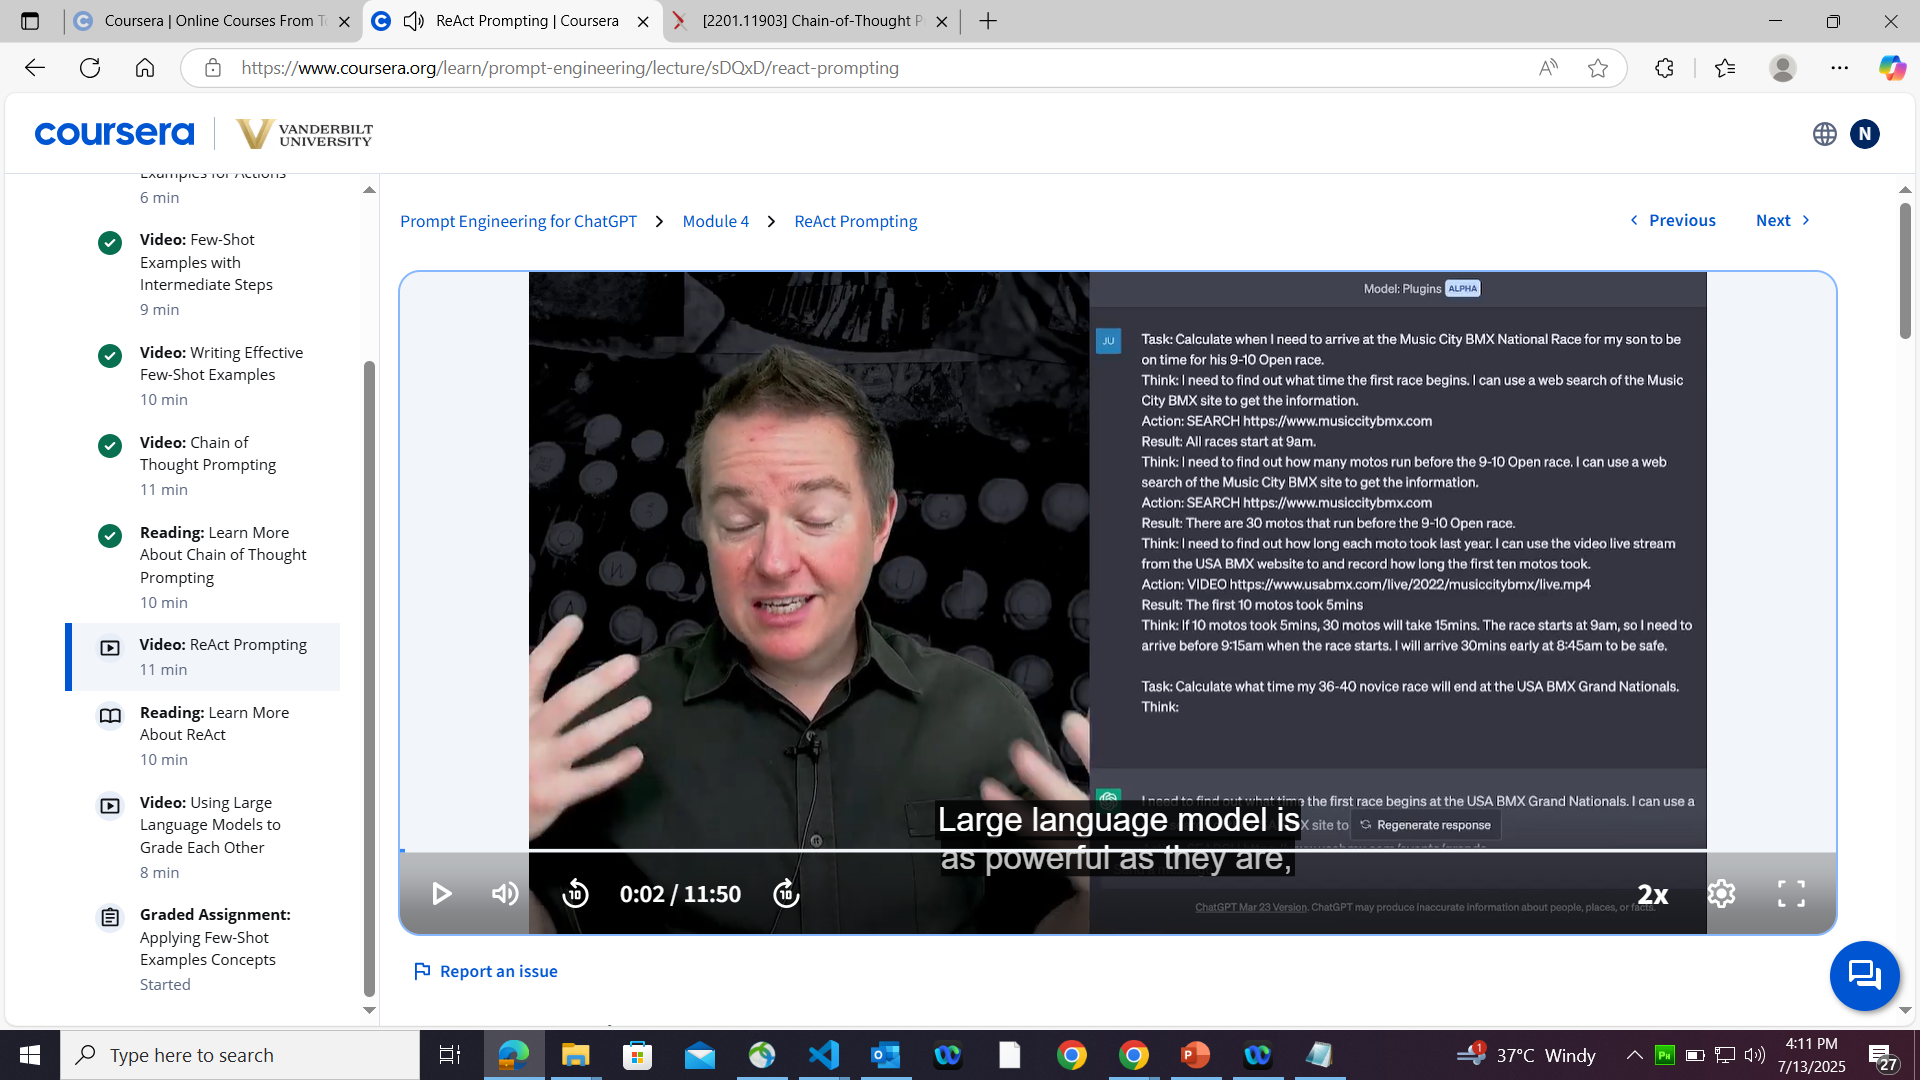 Coursera | Online Courses From T
ReAct Prompting | Coursera
[2201.11903] Chain-of-Thought P
https://www.coursera.org/learn/prompt-engineering/lecture/sDQxD/react-prompting
coursera
VANDERBILT
UNIVERSITY
N
Examples for Actions
6 min
Video: Few-Shot
Examples with
Intermediate Steps
9 min
Video: Writing Effective
Few-Shot Examples
10 min
Video: Chain of
Thought Prompting
11 min
Reading: Learn More
About Chain of Thought
Prompting
10 min
Video: ReAct Prompting
11 min
Reading: Learn More
About ReAct
10 min
Video: Using Large
Language Models to
Grade Each Other
8 min
Graded Assignment:
Applying Few-Shot
Examples Concepts
Started
Prompt Engineering for ChatGPT > Module 4 > ReAct Prompting
Previous
Next
Model: Plugins ALPHA
JU
Task: Calculate when I need to arrive at the Music City BMX National Race for my son to be
on time for his 9-10 Open race.
Think: I need to find out what time the first race begins. I can use a web search of the Music
City BMX site to get the information.
Action: SEARCH https://www.musiccitybmx.com
Result: All races start at 9am.
Think: I need to find out how many motos run before the 9-10 Open race. I can use a web
search of the Music City BMX site to get the information.
Action: SEARCH https://www.musiccitybmx.com
Result: There are 30 motos that run before the 9-10 Open race.
Think: I need to find out how long each moto took last year. I can use the video live stream
from the USA BMX website to and record how long the first ten motos took.
Action: VIDEO https://www.usabmx.com/live/2022/musiccitybmx/live.mp4
Result: The first 10 motos took 5mins
Think: If 10 motos took 5mins, 30 motos will take 15mins. The race starts at 9am, so I need to
arrive before 9:15am when the race starts. I will arrive 30mins early at 8:45am to be safe.
Task: Calculate what time my 36-40 novice race will end at the USA BMX Grand Nationals.
Think:
I need to find out what time the first race begins at the USA BMX Grand Nationals. I can use a
X site to
Regenerate response
Large language model is
as powerful as they are,
0:02 / 11:50
10
10
2x
ChatGPT Mar 23 Version. ChatGPT may produce inaccurate information about people, places, or facts.
Report an issue
Type here to search
1
37°C Windy
4:11 PM
7/13/2025
27